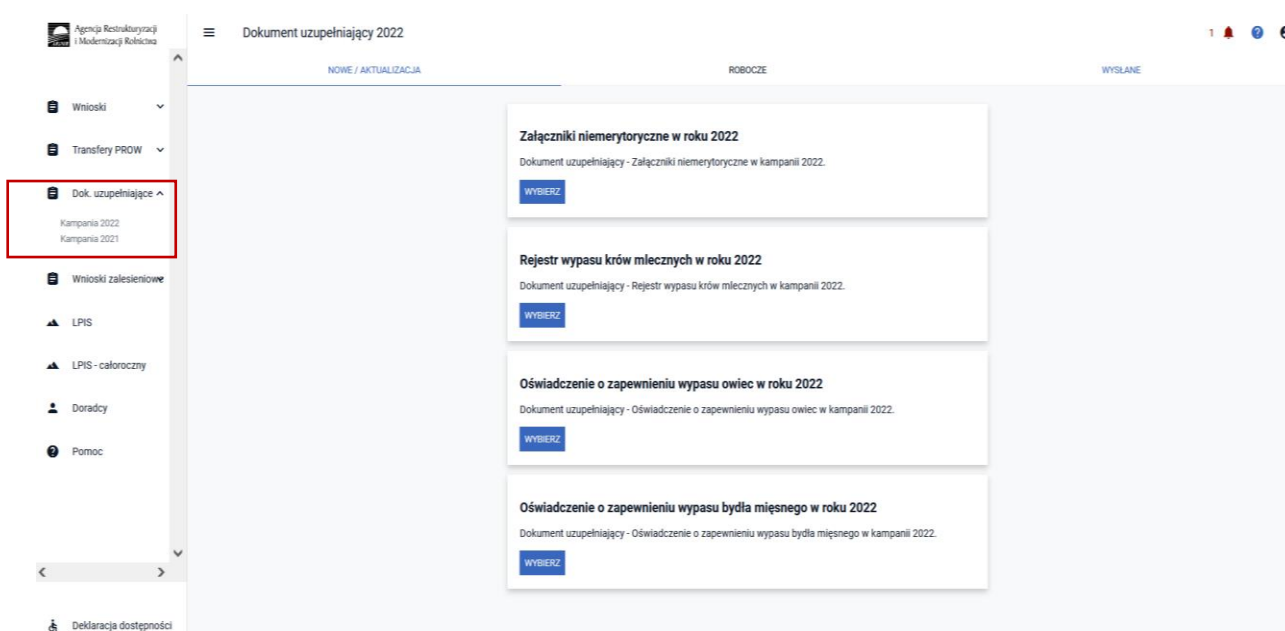 Agencja Restrukturyzacji
i Modernizacji Rolnictwa
Dokument uzupełniający 2022
1
NOWE / AKTUALIZACJA
ROBOCZE
WYSŁANE
Wnioski
Transfery PROW
Dok. uzupełniające
Kampania 2022
Kampania 2021
Wnioski zalesieniowe
LPIS
LPIS - całoroczny
Doradcy
Pomoc
Deklaracja dostępności
Załączniki niemerytoryczne w roku 2022
Dokument uzupełniający - Załączniki niemerytoryczne w kampanii 2022.
WYBIERZ
Rejestr wypasu krów mlecznych w roku 2022
Dokument uzupełniający - Rejestr wypasu krów mlecznych w kampanii 2022.
WYBIERZ
Oświadczenie o zapewnieniu wypasu owiec w roku 2022
Dokument uzupełniający - Oświadczenie o zapewnieniu wypasu owiec w kampanii 2022.
WYBIERZ
Oświadczenie o zapewnieniu wypasu bydła mięsnego w roku 2022
Dokument uzupełniający - Oświadczenie o zapewnieniu wypasu bydła mięsnego w kampanii 2022.
WYBIERZ